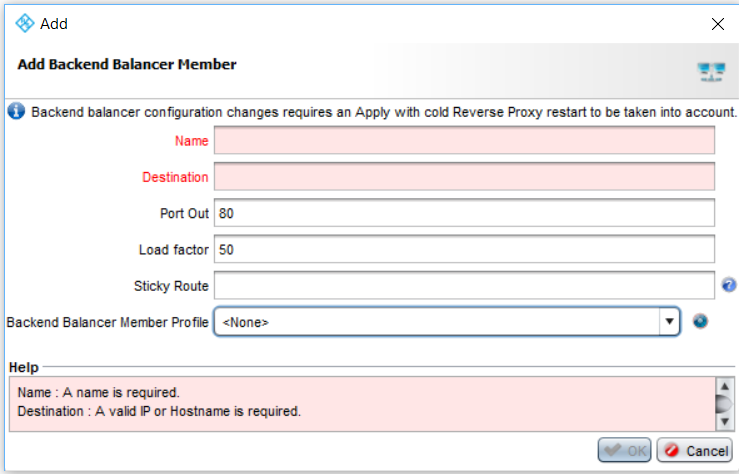 Add
Add Backend Balancer Member
Backend balancer configuration changes requires an Apply with cold Reverse Proxy restart to be taken into account.
Name
Destination
Port Out 80
Load factor 50
Sticky Route
Backend Balancer Member Profile <None>
Help
Name : A name is required.
Destination : A valid IP or Hostname is required.
OK Cancel